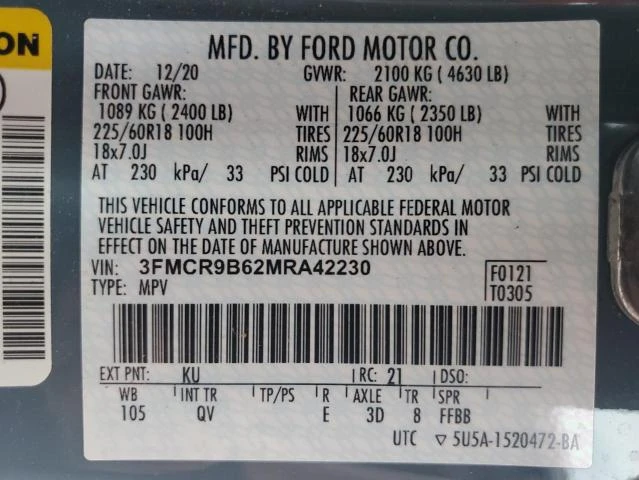 ON
MFD. BY FORD MOTOR CO.
DATE: 12/20 GVWR: 2100 KG ( 4630 LB)
FRONT GAWR: REAR GAWR:
1089 KG ( 2400 LB) WITH 1066 KG ( 2350 LB) WITH
225/60R18 100H TIRES 225/60R18 100H TIRES
18x7.0J RIMS 18x7.0J RIMS
AT 230 kPa/ 33 PSI COLD AT 230 kPa/ 33 PSI COLD
THIS VEHICLE CONFORMS TO ALL APPLICABLE FEDERAL MOTOR
VEHICLE SAFETY AND THEFT PREVENTION STANDARDS IN
EFFECT ON THE DATE OF MANUFACTURE SHOWN ABOVE.
VIN: 3FMCR9B62MRA42230 F0121
TYPE: MPV T0305
EXT PNT: KU RC: 21 DSO:
WB INT TR TP/PS R AXLE TR SPR
105 QV E 3D 8 FFBB
UTC ▽ 5U5A-1520472-BA